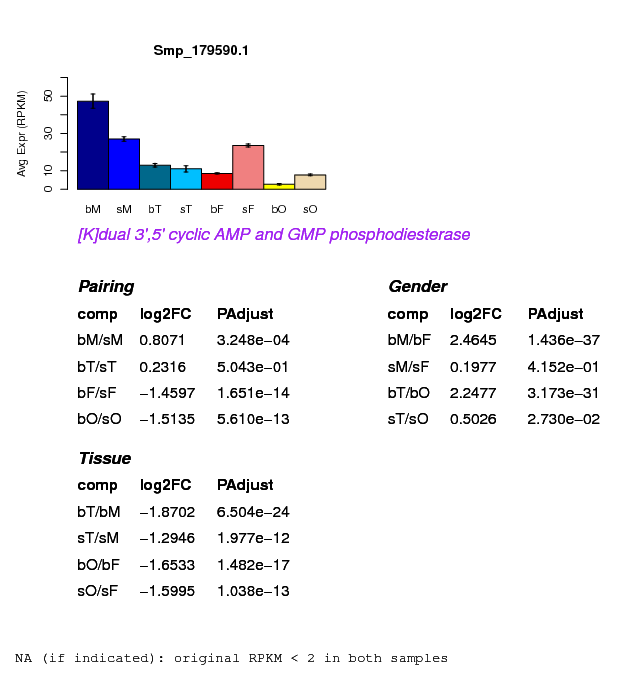 Smp_179590.1
Avg Expr (RPKM)
50
30
10
0
bM sM bT sT bF sF bO sO
[K]dual 3',5' cyclic AMP and GMP phosphodiesterase
Pairing
comp log2FC PAdjust
bM/sM 0.8071 3.248e−04
bT/sT 0.2316 5.043e−01
bF/sF −1.4597 1.651e−14
bO/sO −1.5135 5.610e−13
Gender
comp log2FC PAdjust
bM/bF 2.4645 1.436e−37
sM/sF 0.1977 4.152e−01
bT/bO 2.2477 3.173e−31
sT/sO 0.5026 2.730e−02
Tissue
comp log2FC PAdjust
bT/bM −1.8702 6.504e−24
sT/sM −1.2946 1.977e−12
bO/bF −1.6533 1.482e−17
sO/sF −1.5995 1.038e−13
NA (if indicated): original RPKM < 2 in both samples